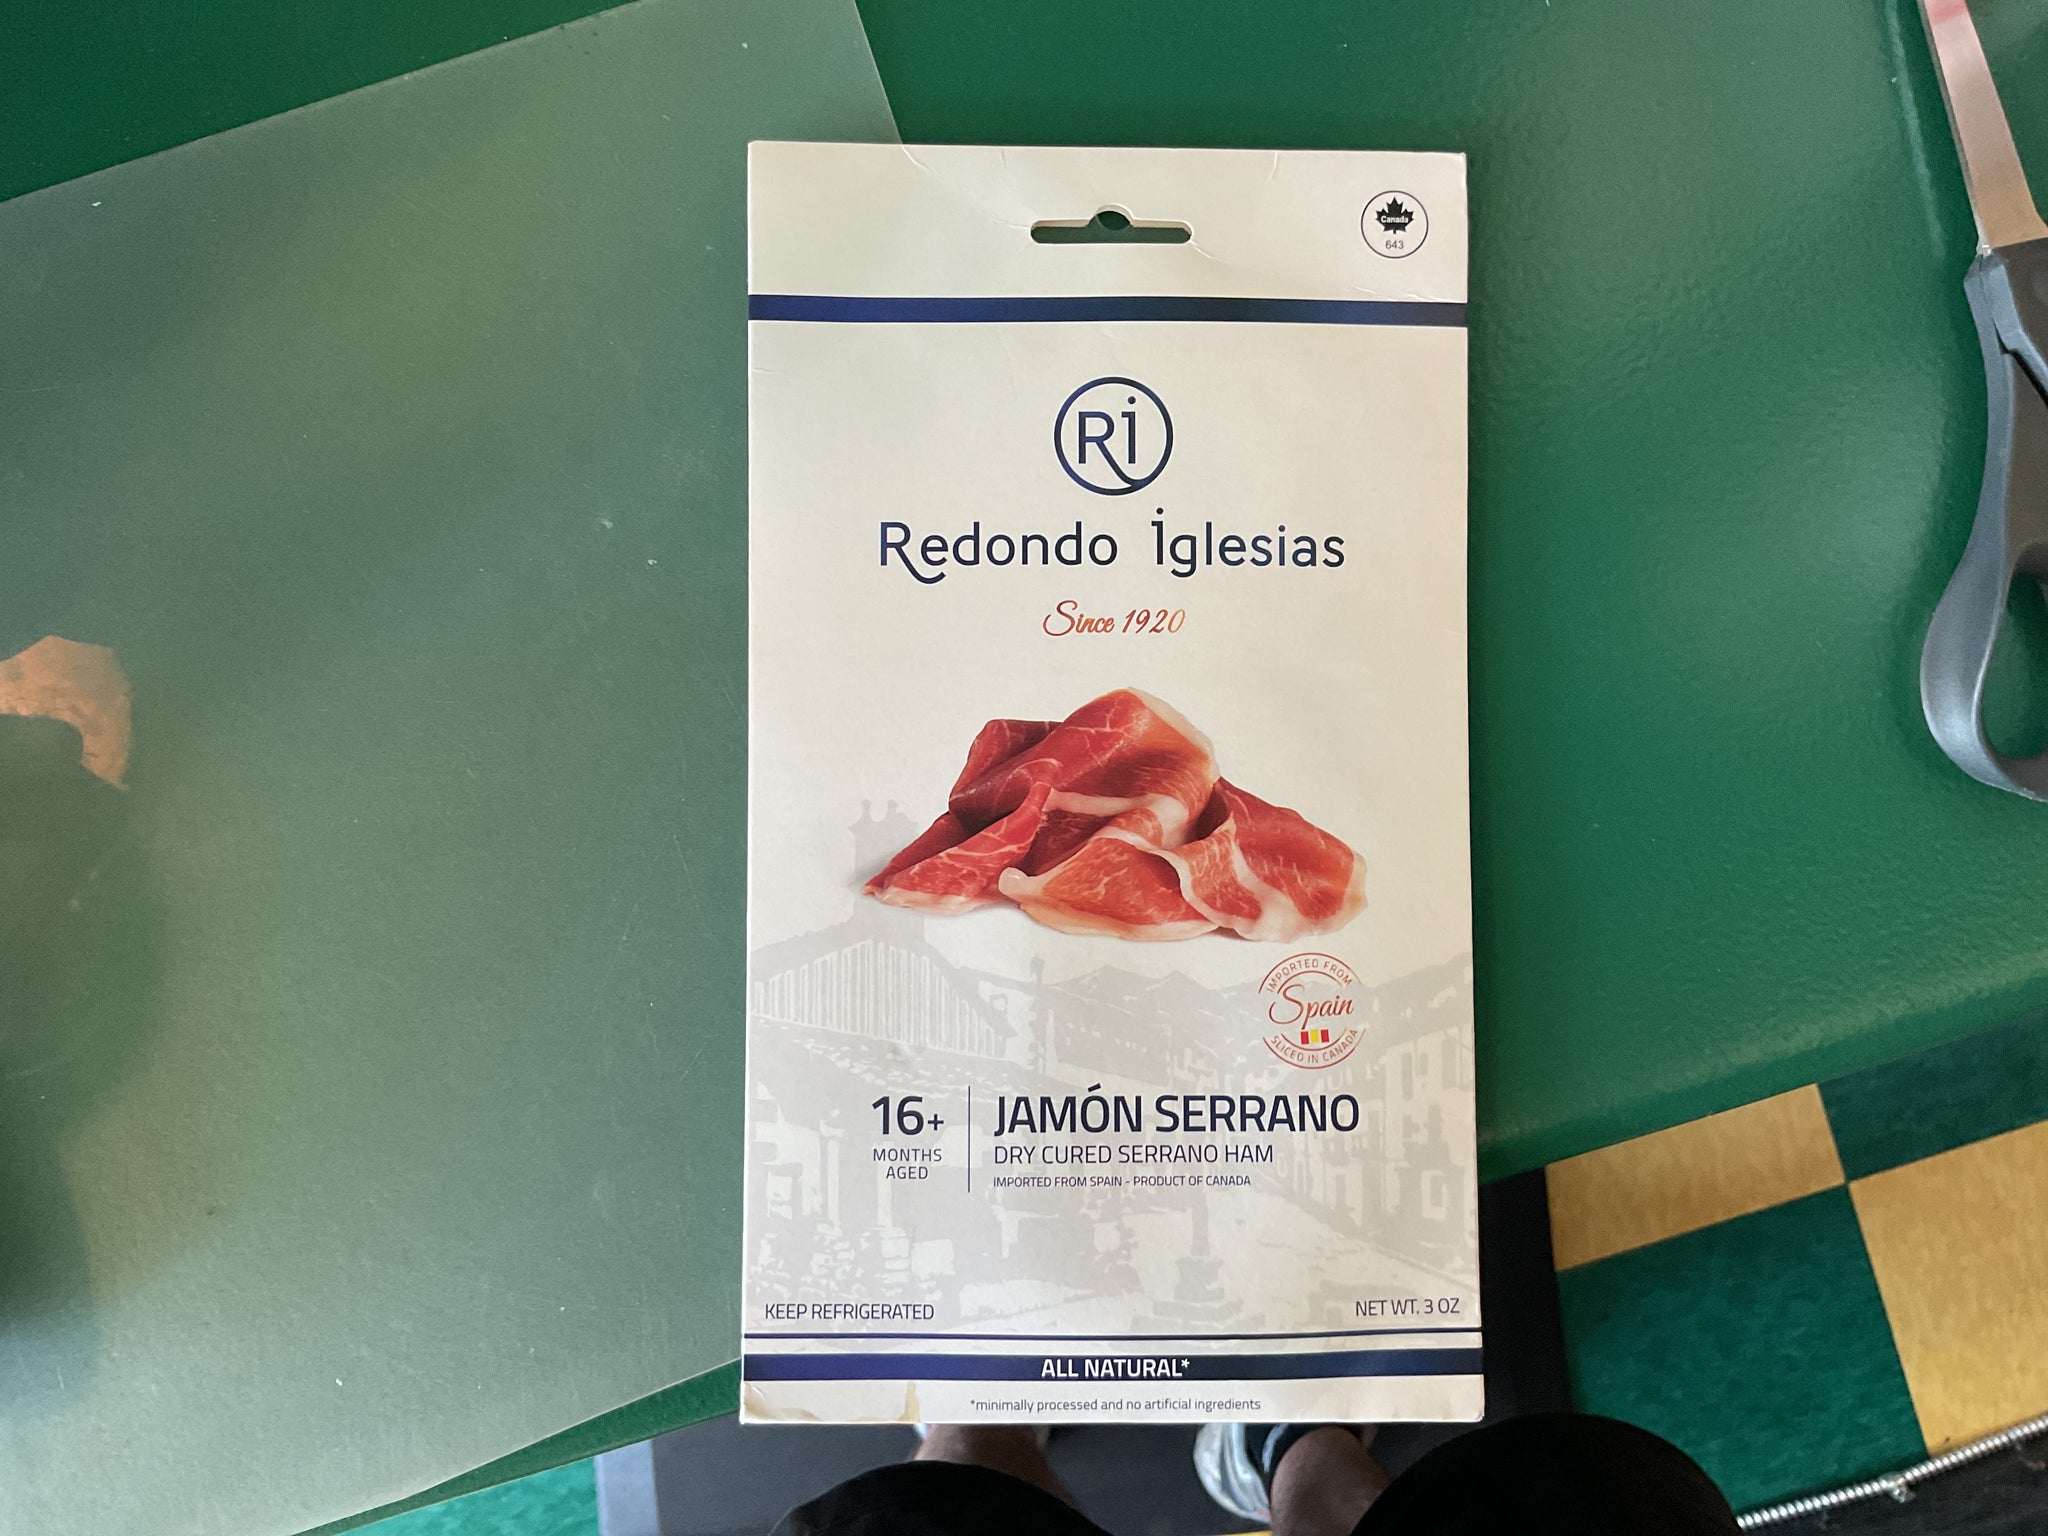 Canada
643
Ri
Redondo iglesias
Since 1920
IMPORTED FROM
Spain
SLICED IN CANADA
16+
MONTHS
AGED
JAMÓN SERRANO
DRY CURED SERRANO HAM
IMPORTED FROM SPAIN - PRODUCT OF CANADA
KEEP REFRIGERATED
NET WT. 3 OZ
ALL NATURAL*
*minimally processed and no artificial ingredients